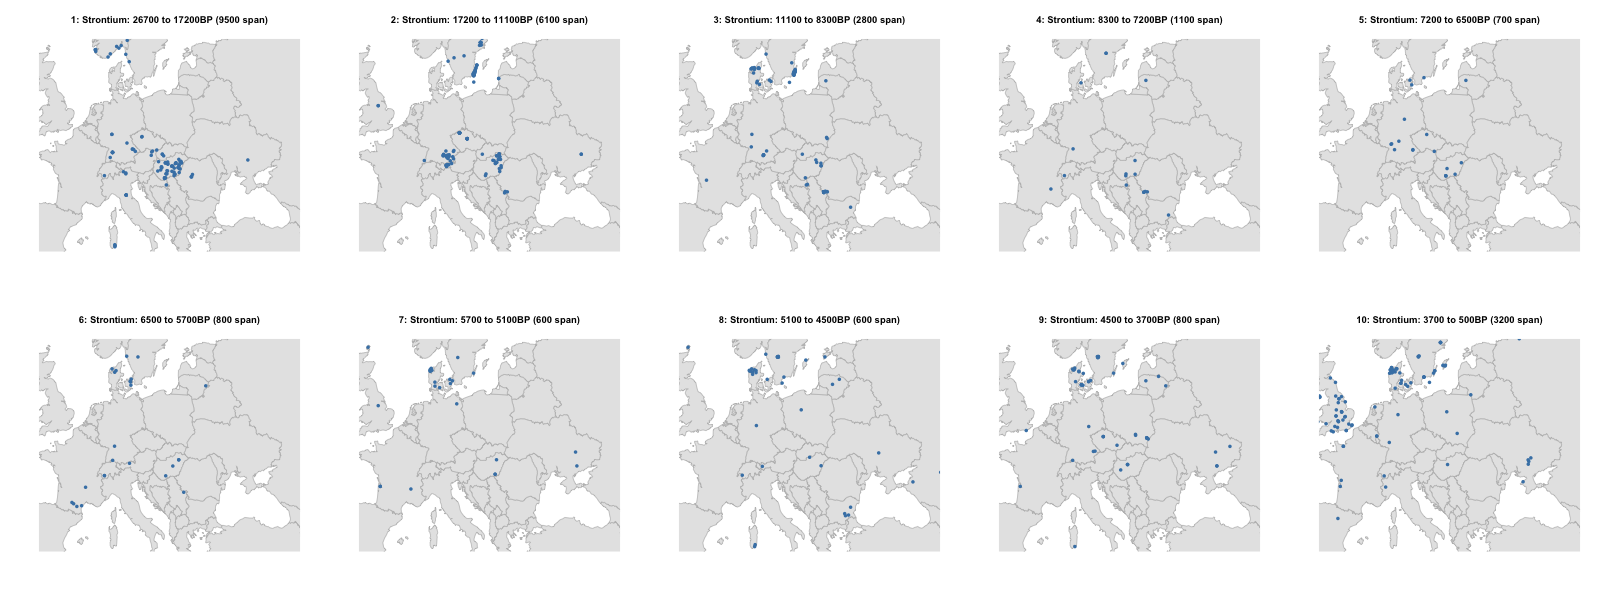 1: Strontium: 26700 to 17200BP (9500 span)
2: Strontium: 17200 to 11100BP (6100 span)
3: Strontium: 11100 to 8300BP (2800 span)
4: Strontium: 8300 to 7200BP (1100 span)
5: Strontium: 7200 to 6500BP (700 span)
6: Strontium: 6500 to 5700BP (800 span)
7: Strontium: 5700 to 5100BP (600 span)
8: Strontium: 5100 to 4500BP (600 span)
9: Strontium: 4500 to 3700BP (800 span)
10: Strontium: 3700 to 500BP (3200 span)